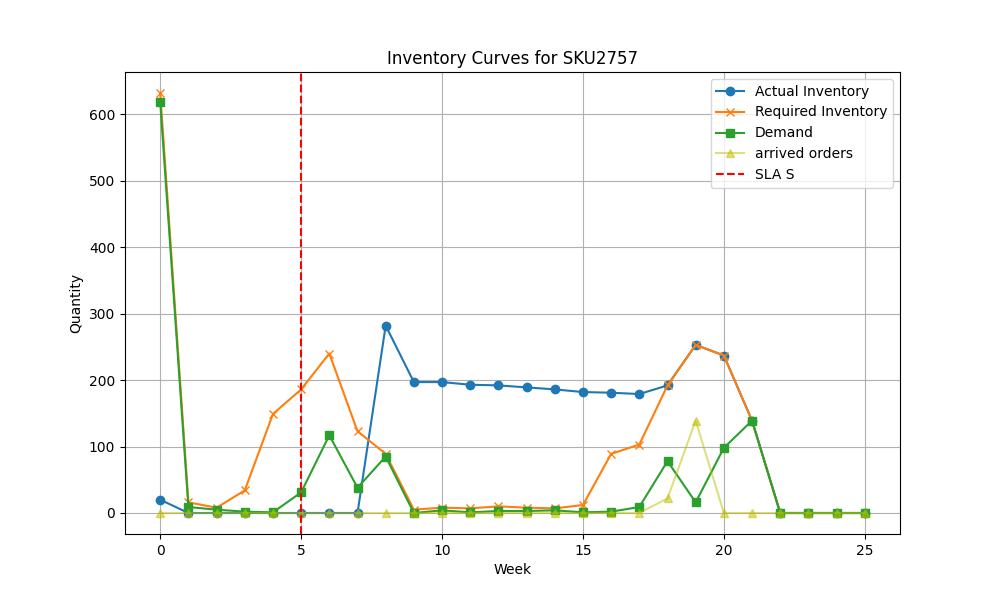 Inventory Curves for SKU2757
Actual Inventory
Required Inventory
Demand
arrived orders
SLA S
Quantity
600
500
400
300
200
100
0
0 5 10 15 20 25
Week